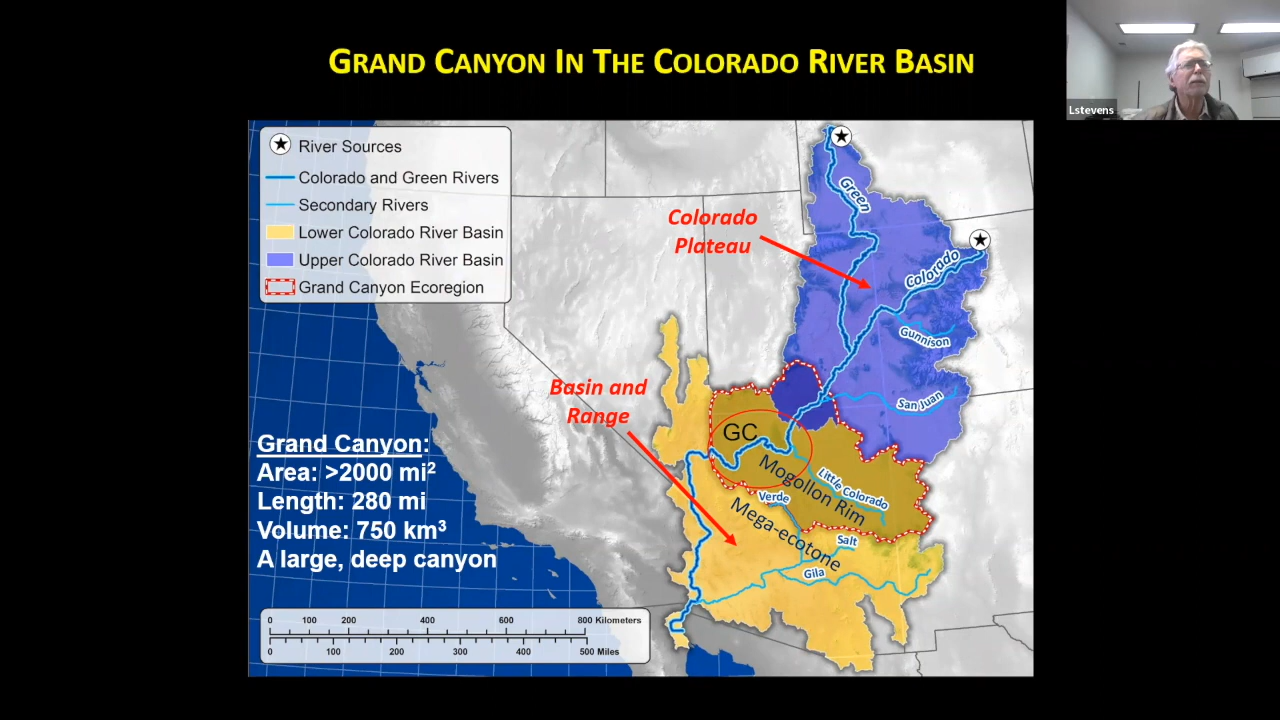 GRAND CANYON IN THE COLORADO RIVER BASIN
Lstevens
River Sources
Colorado and Green Rivers
Secondary Rivers
Lower Colorado River Basin
Upper Colorado River Basin
Grand Canyon Ecoregion
Green
Colorado
Plateau
Colorado
Gunnison
San Juan
Basin and
Range
GC
Mogollon Rim
Little Colorado
Verde
Mega-ecotone
Salt
Gila
Grand Canyon:
Area: >2000 mi²
Length: 280 mi
Volume: 750 km³
A large, deep canyon
0 100 200 400 600 800 Kilometers
0 100 200 300 400 500 Miles